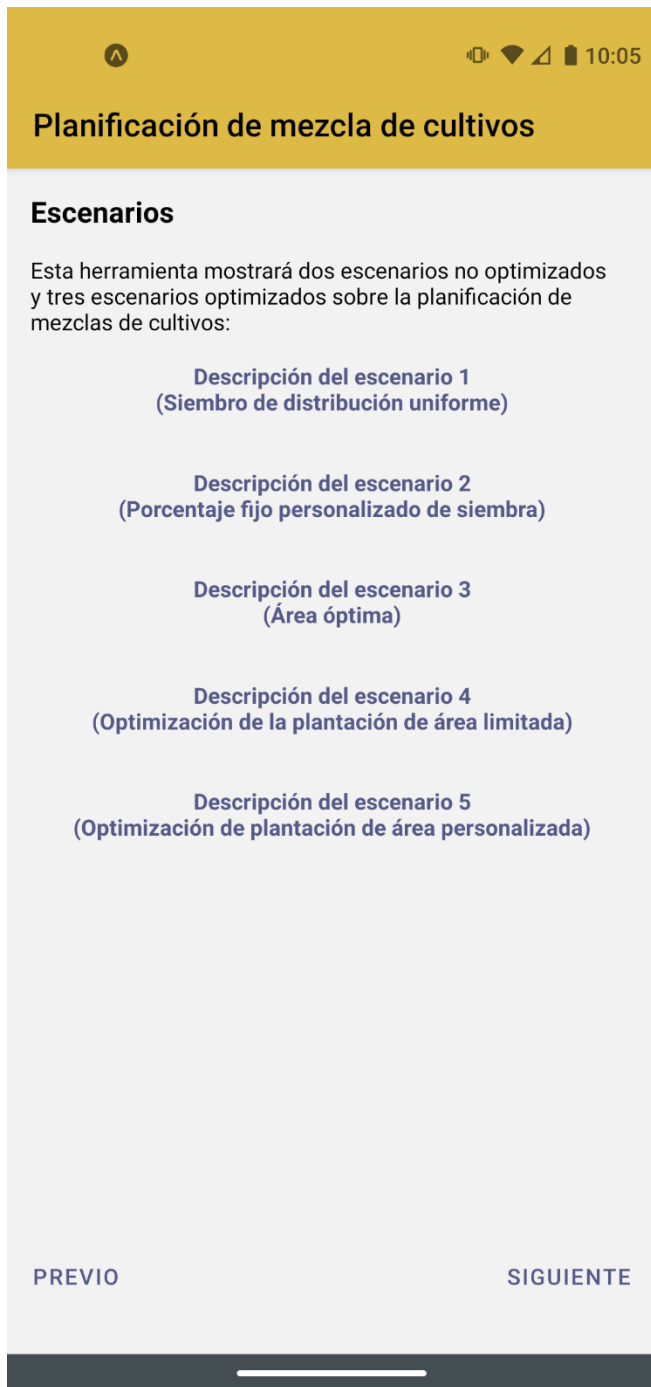 10:05
Planificación de mezcla de cultivos
Escenarios
Esta herramienta mostrará dos escenarios no optimizados
y tres escenarios optimizados sobre la planificación de
mezclas de cultivos:
Descripción del escenario 1
(Siembro de distribución uniforme)
Descripción del escenario 2
(Porcentaje fijo personalizado de siembra)
Descripción del escenario 3
(Área óptima)
Descripción del escenario 4
(Optimización de la plantación de área limitada)
Descripción del escenario 5
(Optimización de plantación de área personalizada)
PREVIO
SIGUIENTE